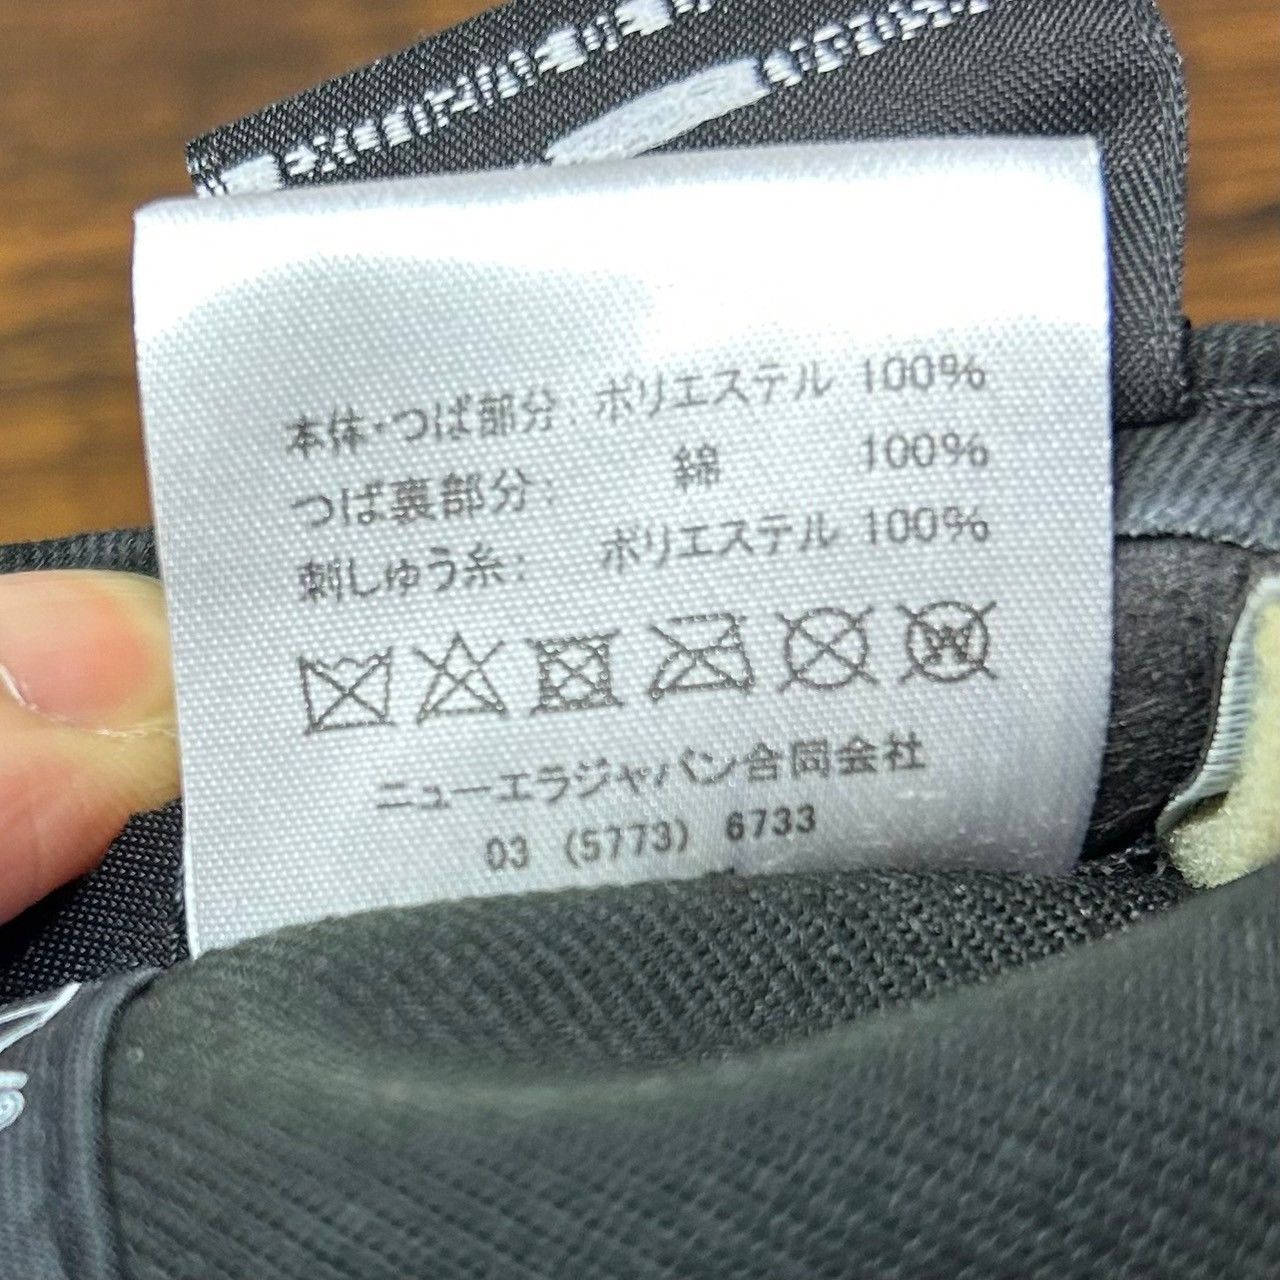 本体・つば部分: ポリエステル 100%
つば裏部分: 綿 100%
刺しゅう糸: ポリエステル 100%
W
ニューエラジャパン合同会社
03 (5773) 6733